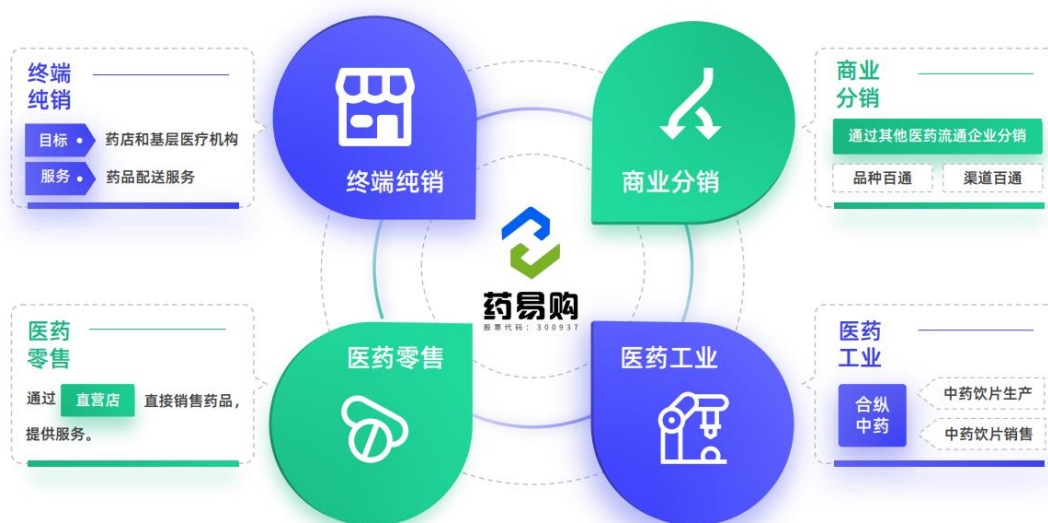 终端
纯销
目标
药店和基层医疗机构
服务
药品配送服务
终端纯销
商业分销
商业
分销
通过其他医药流通企业分销
品种百通
渠道百通
药易购
股票代码：300937
医药
零售
通过 直营店 直接销售药品，
提供服务。
医药零售
医药工业
医药
工业
合纵
中药
中药饮片生产
中药饮片销售